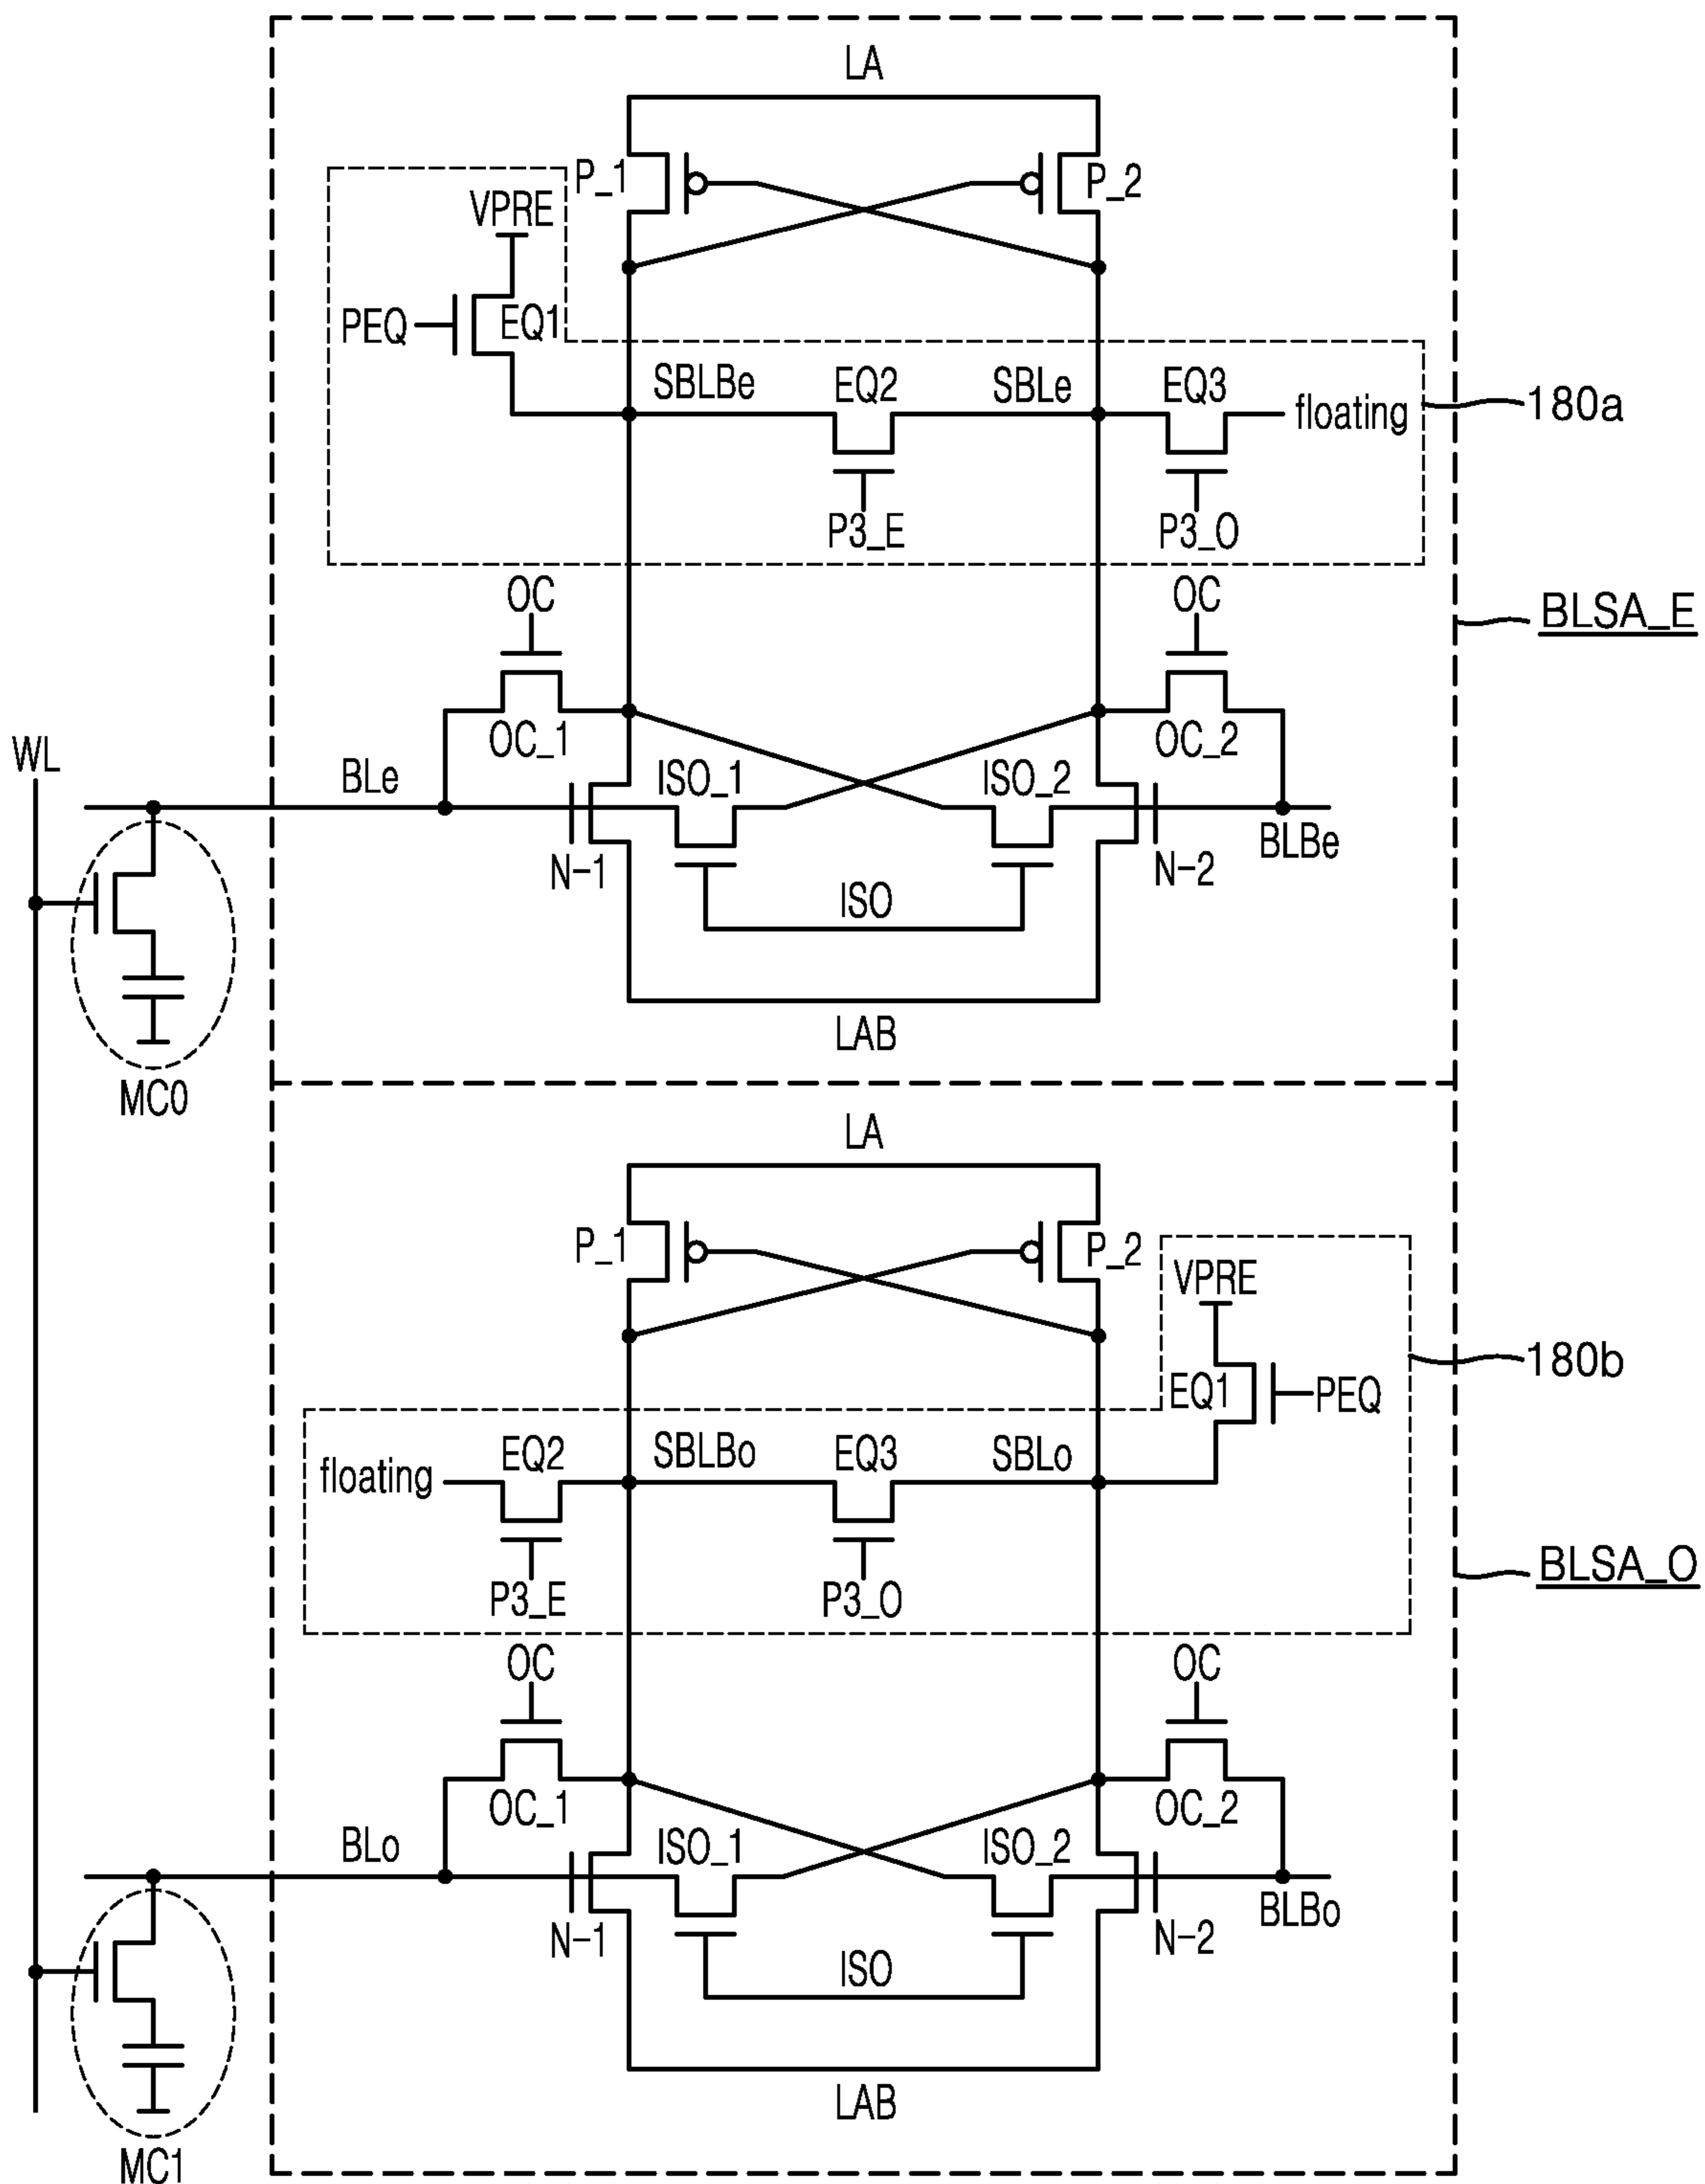 LA
P_1
P_2
VPRE
PEQ
EQ1
SBLBe
EQ2
SBLe
EQ3
floating
180a
P3_E
P3_O
OC
OC
BLSA_E
OC_1
OC_2
WL
BLe
ISO_1
ISO_2
BLBe
N-1
N-2
ISO
LAB
MC0
LA
P_1
P_2
VPRE
180b
EQ1
PEQ
floating
EQ2
SBLBo
EQ3
SBLo
BLSA_O
P3_E
P3_O
OC
OC
OC_1
OC_2
BLo
ISO_1
ISO_2
BLBo
N-1
N-2
ISO
LAB
MC1